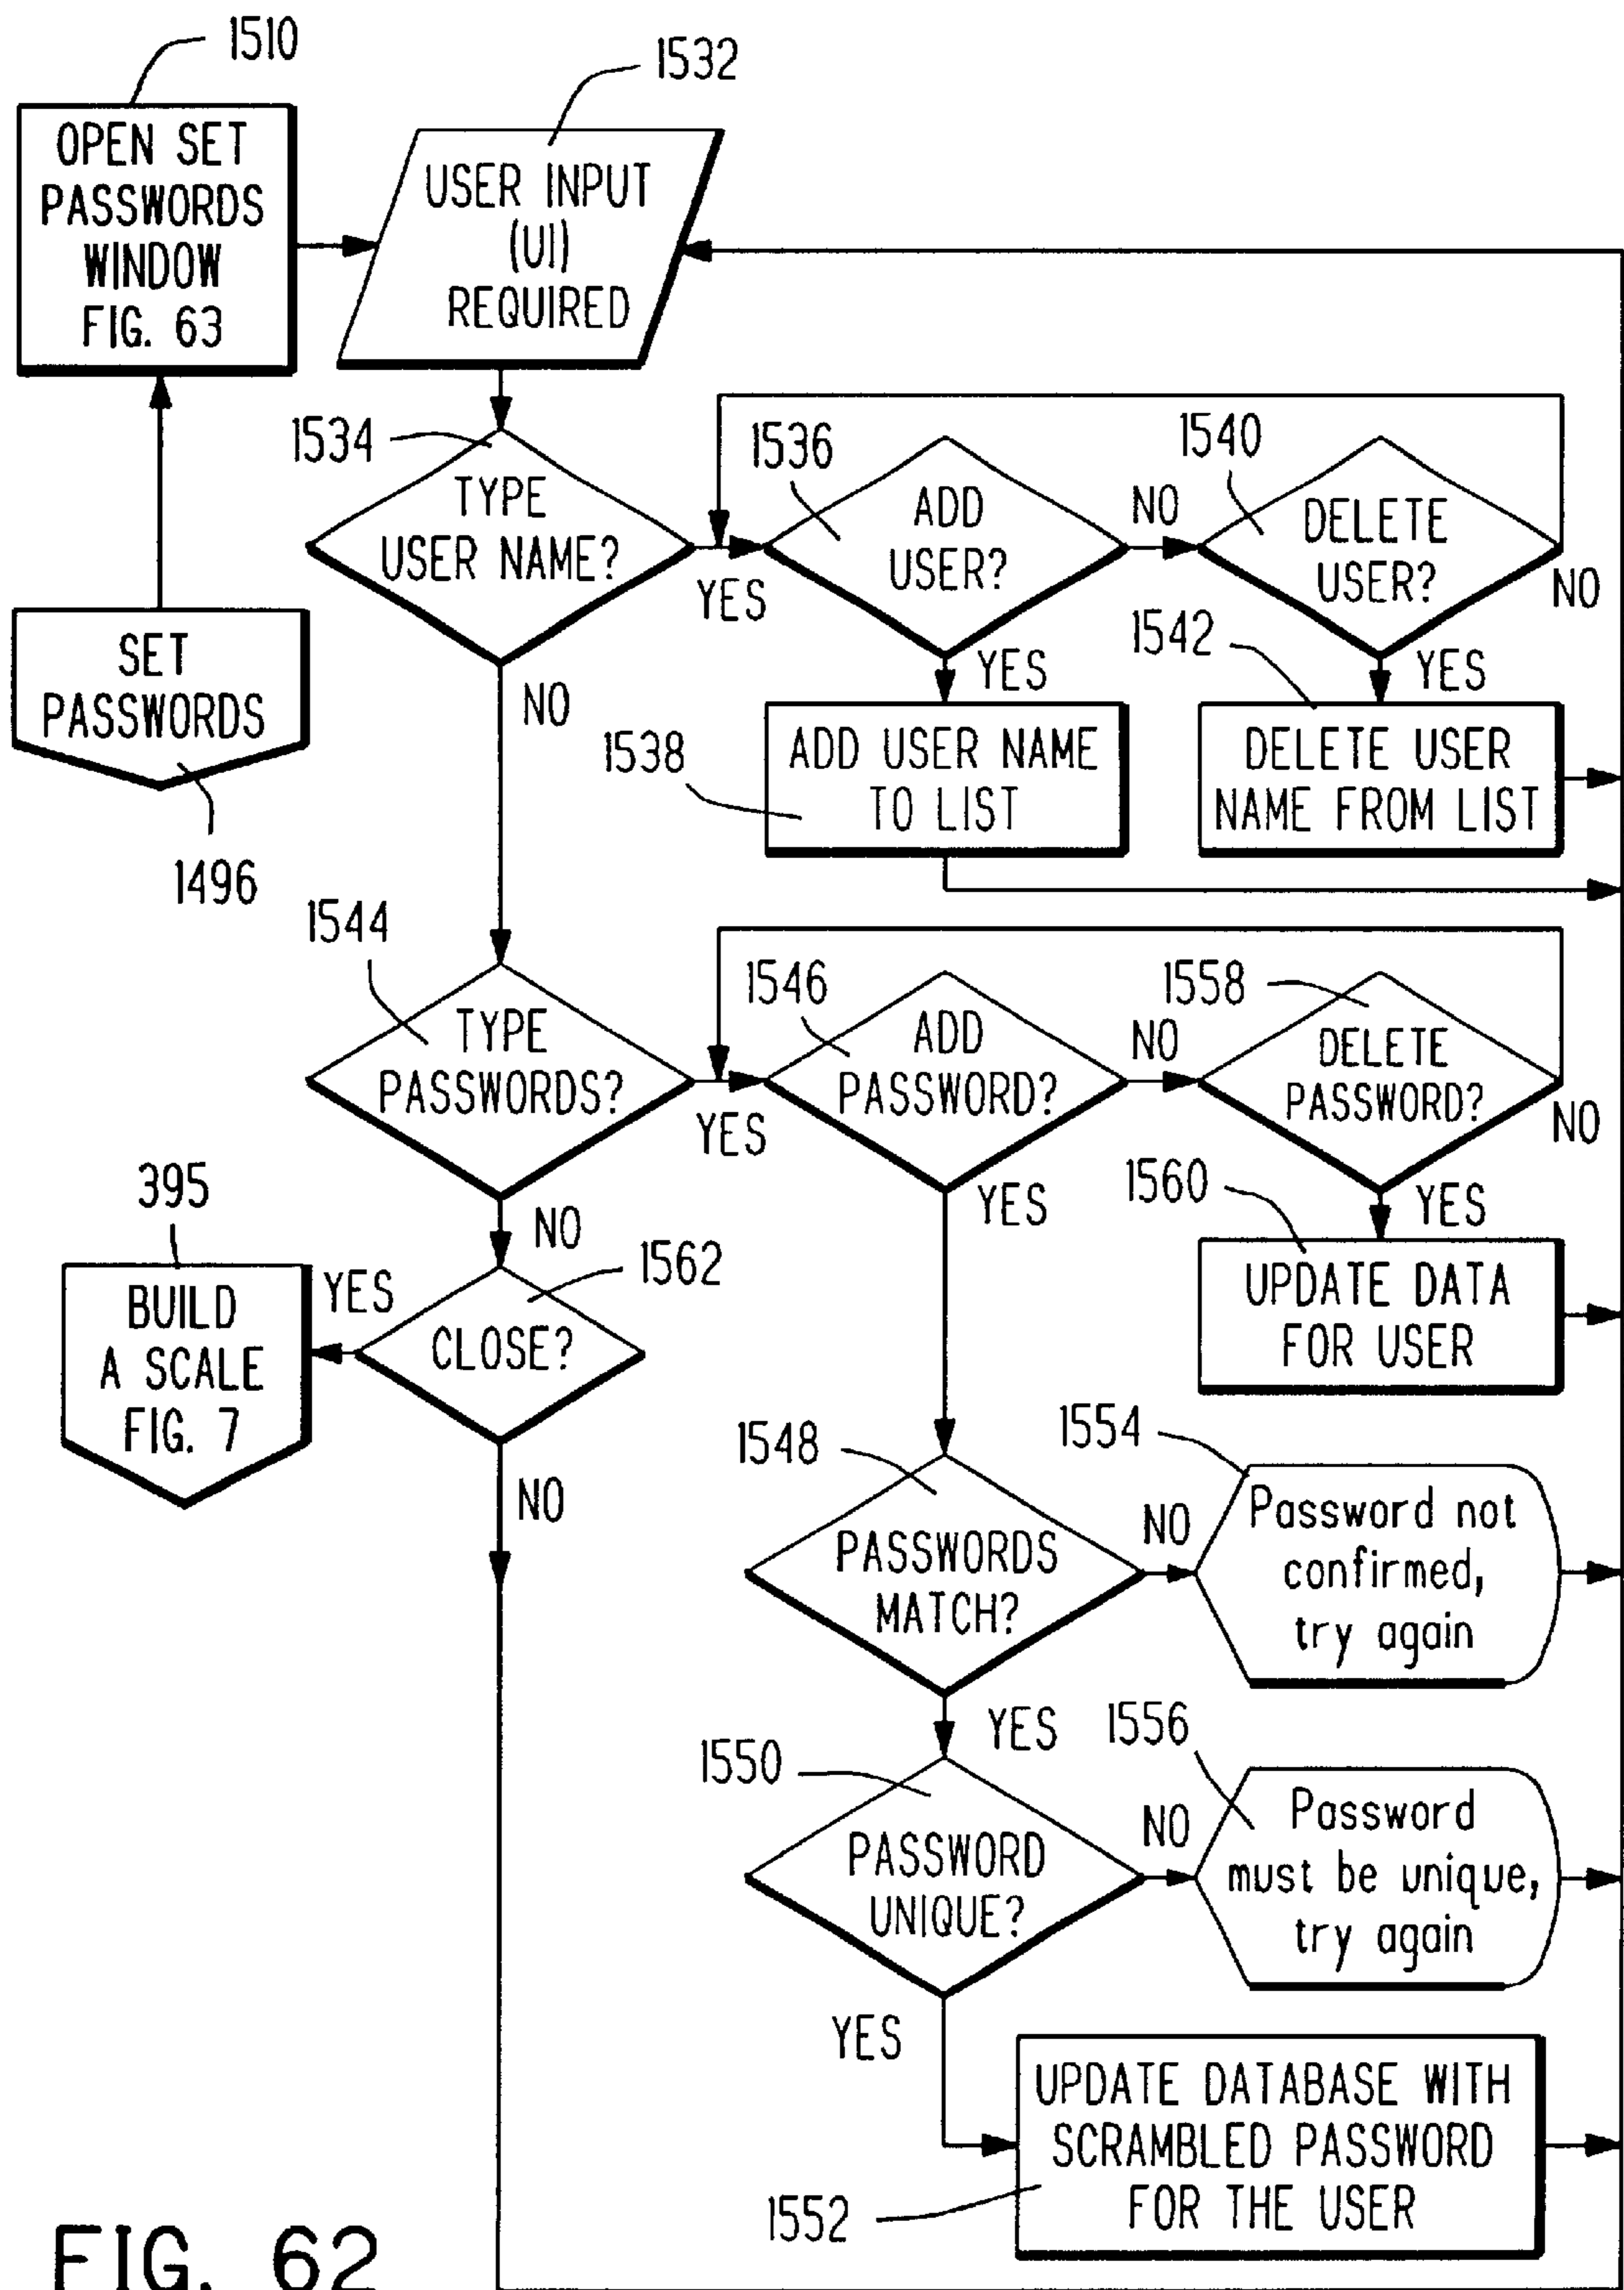 1510
OPEN SET
PASSWORDS
WINDOW
FIG. 63
1532
USER INPUT
(UI)
REQUIRED
SET
PASSWORDS
1496
1534
TYPE
USER NAME?
YES
NO
1536
ADD
USER?
NO
YES
1540
DELETE
USER?
NO
YES
1538
ADD USER NAME
TO LIST
1542
DELETE USER
NAME FROM LIST
1544
TYPE
PASSWORDS?
YES
NO
1546
ADD
PASSWORD?
NO
YES
1558
DELETE
PASSWORD?
NO
YES
1560
UPDATE DATA
FOR USER
395
BUILD
A SCALE
FIG. 7
YES
1562
CLOSE?
NO
1548
PASSWORDS
MATCH?
NO
YES
1554
Password not
confirmed,
try again
1550
PASSWORD
UNIQUE?
NO
YES
1556
Password
must be unique,
try again
1552
UPDATE DATABASE WITH
SCRAMBLED PASSWORD
FOR THE USER
FIG. 62